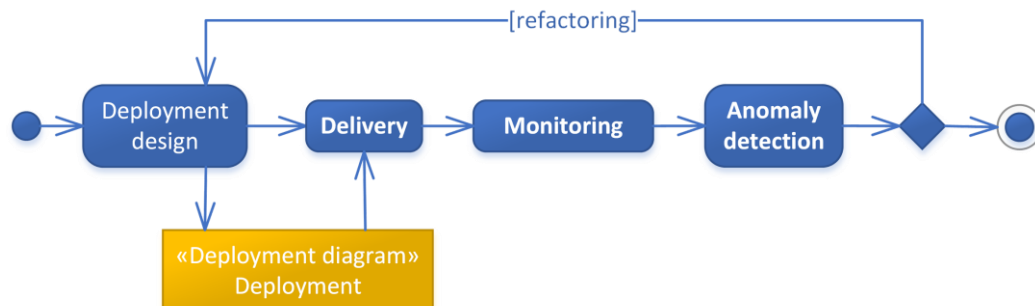 [refactoring]
Deployment
design
Delivery
Monitoring
Anomaly
detection
«Deployment diagram»
Deployment